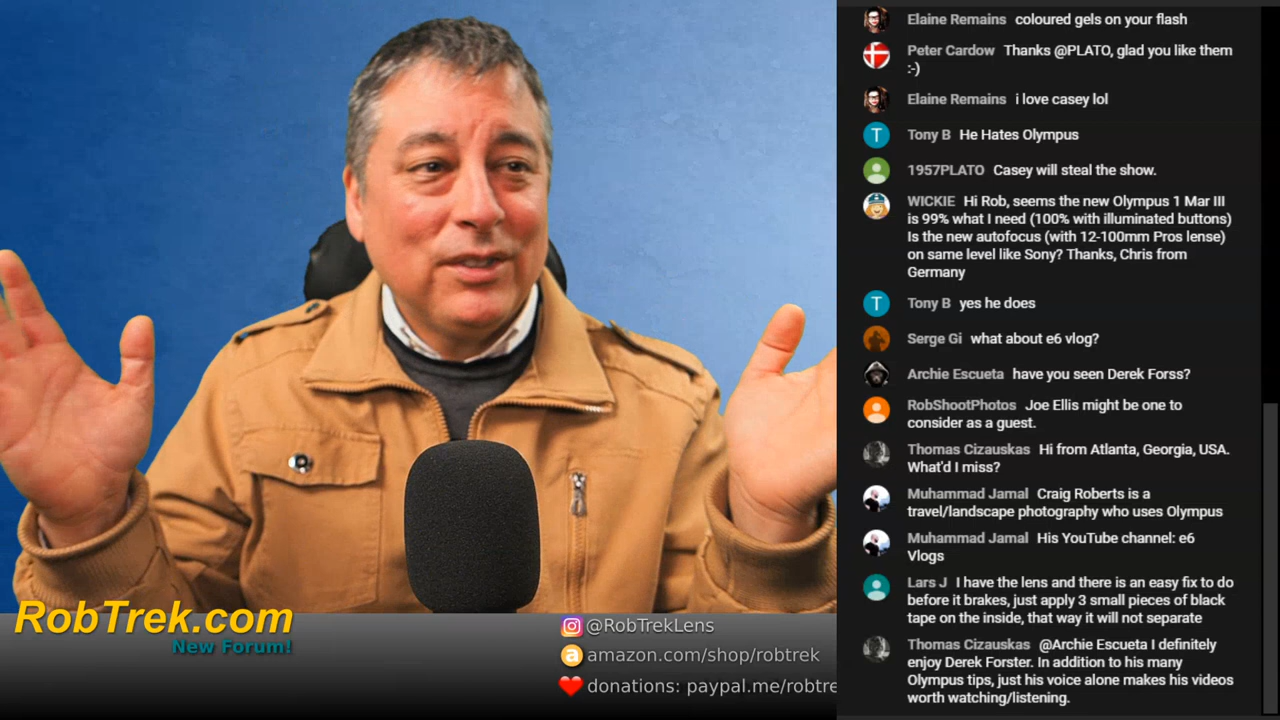 RobTrek.com
New Forum!
@RobTrekLens
a
amazon.com/shop/robtrek
donations: paypal.me/robtre
Elaine Remains coloured gels on your flash
Peter Cardow Thanks @PLATO, glad you like them
:-)
Elaine Remains i love casey lol
T
Tony B He Hates Olympus
1957PLATO Casey will steal the show.
WICKIE Hi Rob, seems the new Olympus 1 Mar III
is 99% what I need (100% with illuminated buttons)
Is the new autofocus (with 12-100mm Pros lense)
on same level like Sony? Thanks, Chris from
Germany
T
Tony B yes he does
Serge Gi what about e6 vlog?
Archie Escueta have you seen Derek Forss?
RobShootPhotos Joe Ellis might be one to
consider as a guest.
Thomas Cizauskas Hi from Atlanta, Georgia, USA.
What'd I miss?
Muhammad Jamal Craig Roberts is a
travel/landscape photography who uses Olympus
Muhammad Jamal His YouTube channel: e6
Vlogs
Lars J I have the lens and there is an easy fix to do
before it brakes, just apply 3 small pieces of black
tape on the inside, that way it will not separate
Thomas Cizauskas @Archie Escueta I definitely
enjoy Derek Forster. In addition to his many
Olympus tips, just his voice alone makes his videos
worth watching/listening.